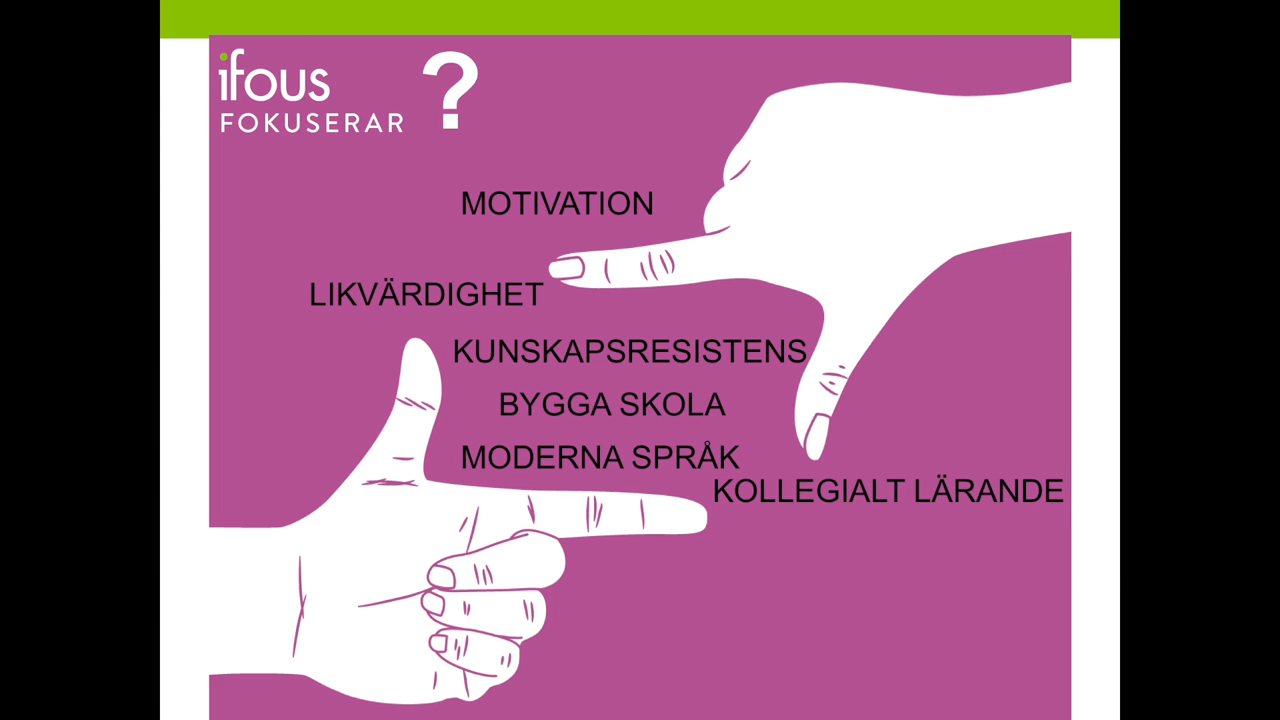 ifous
FOKUSERAR
?
MOTIVATION
LIKVÄRDIGHET
KUNSKAPSRESISTENS
BYGGA SKOLA
MODERNA SPRÅK
KOLLEGIALT LÄRANDE